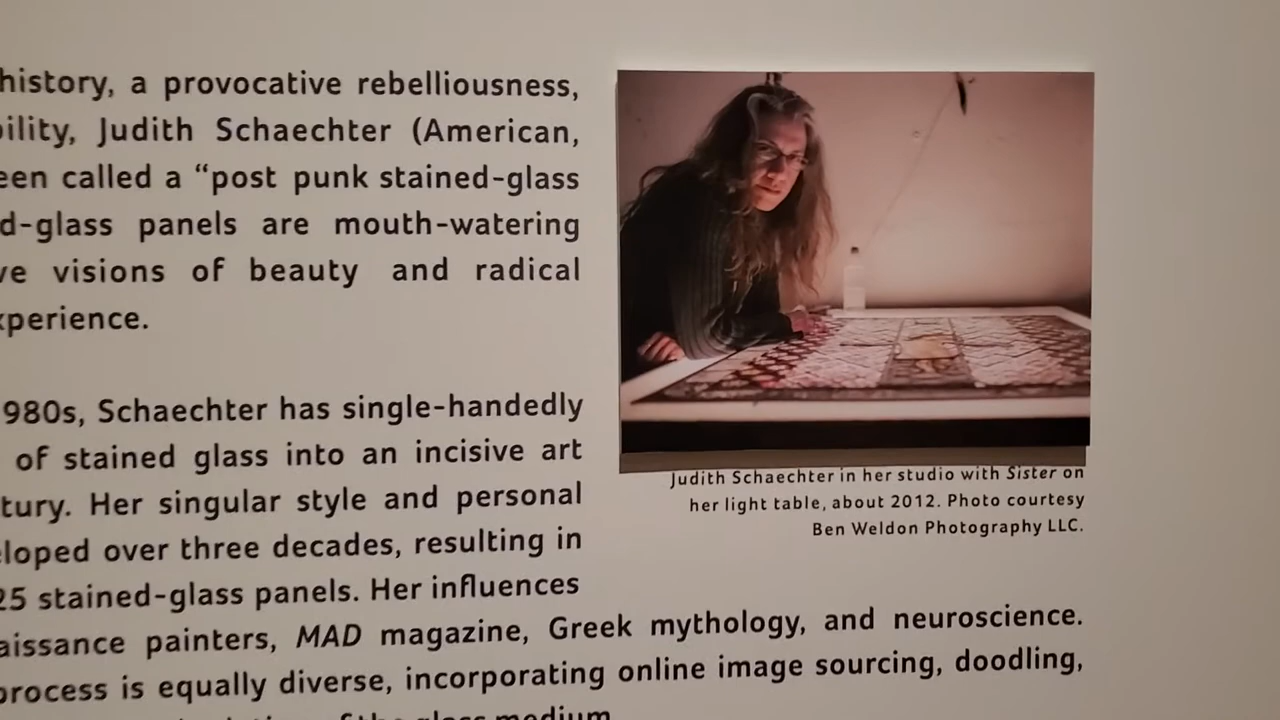 history, a provocative rebelliousness,
bility, Judith Schaechter (American,
een called a “post punk stained-glass
d-glass panels are mouth-watering
ve visions of beauty and radical
xperience.
980s, Schaechter has single-handedly
of stained glass into an incisive art
tury. Her singular style and personal
eloped over three decades, resulting in
25 stained-glass panels. Her influences
aissance painters, MAD magazine, Greek mythology, and neuroscience.
process is equally diverse, incorporating online image sourcing, doodling,
glass medium.
Judith Schaechter in her studio with Sister on
her light table, about 2012. Photo courtesy
Ben Weldon Photography LLC.